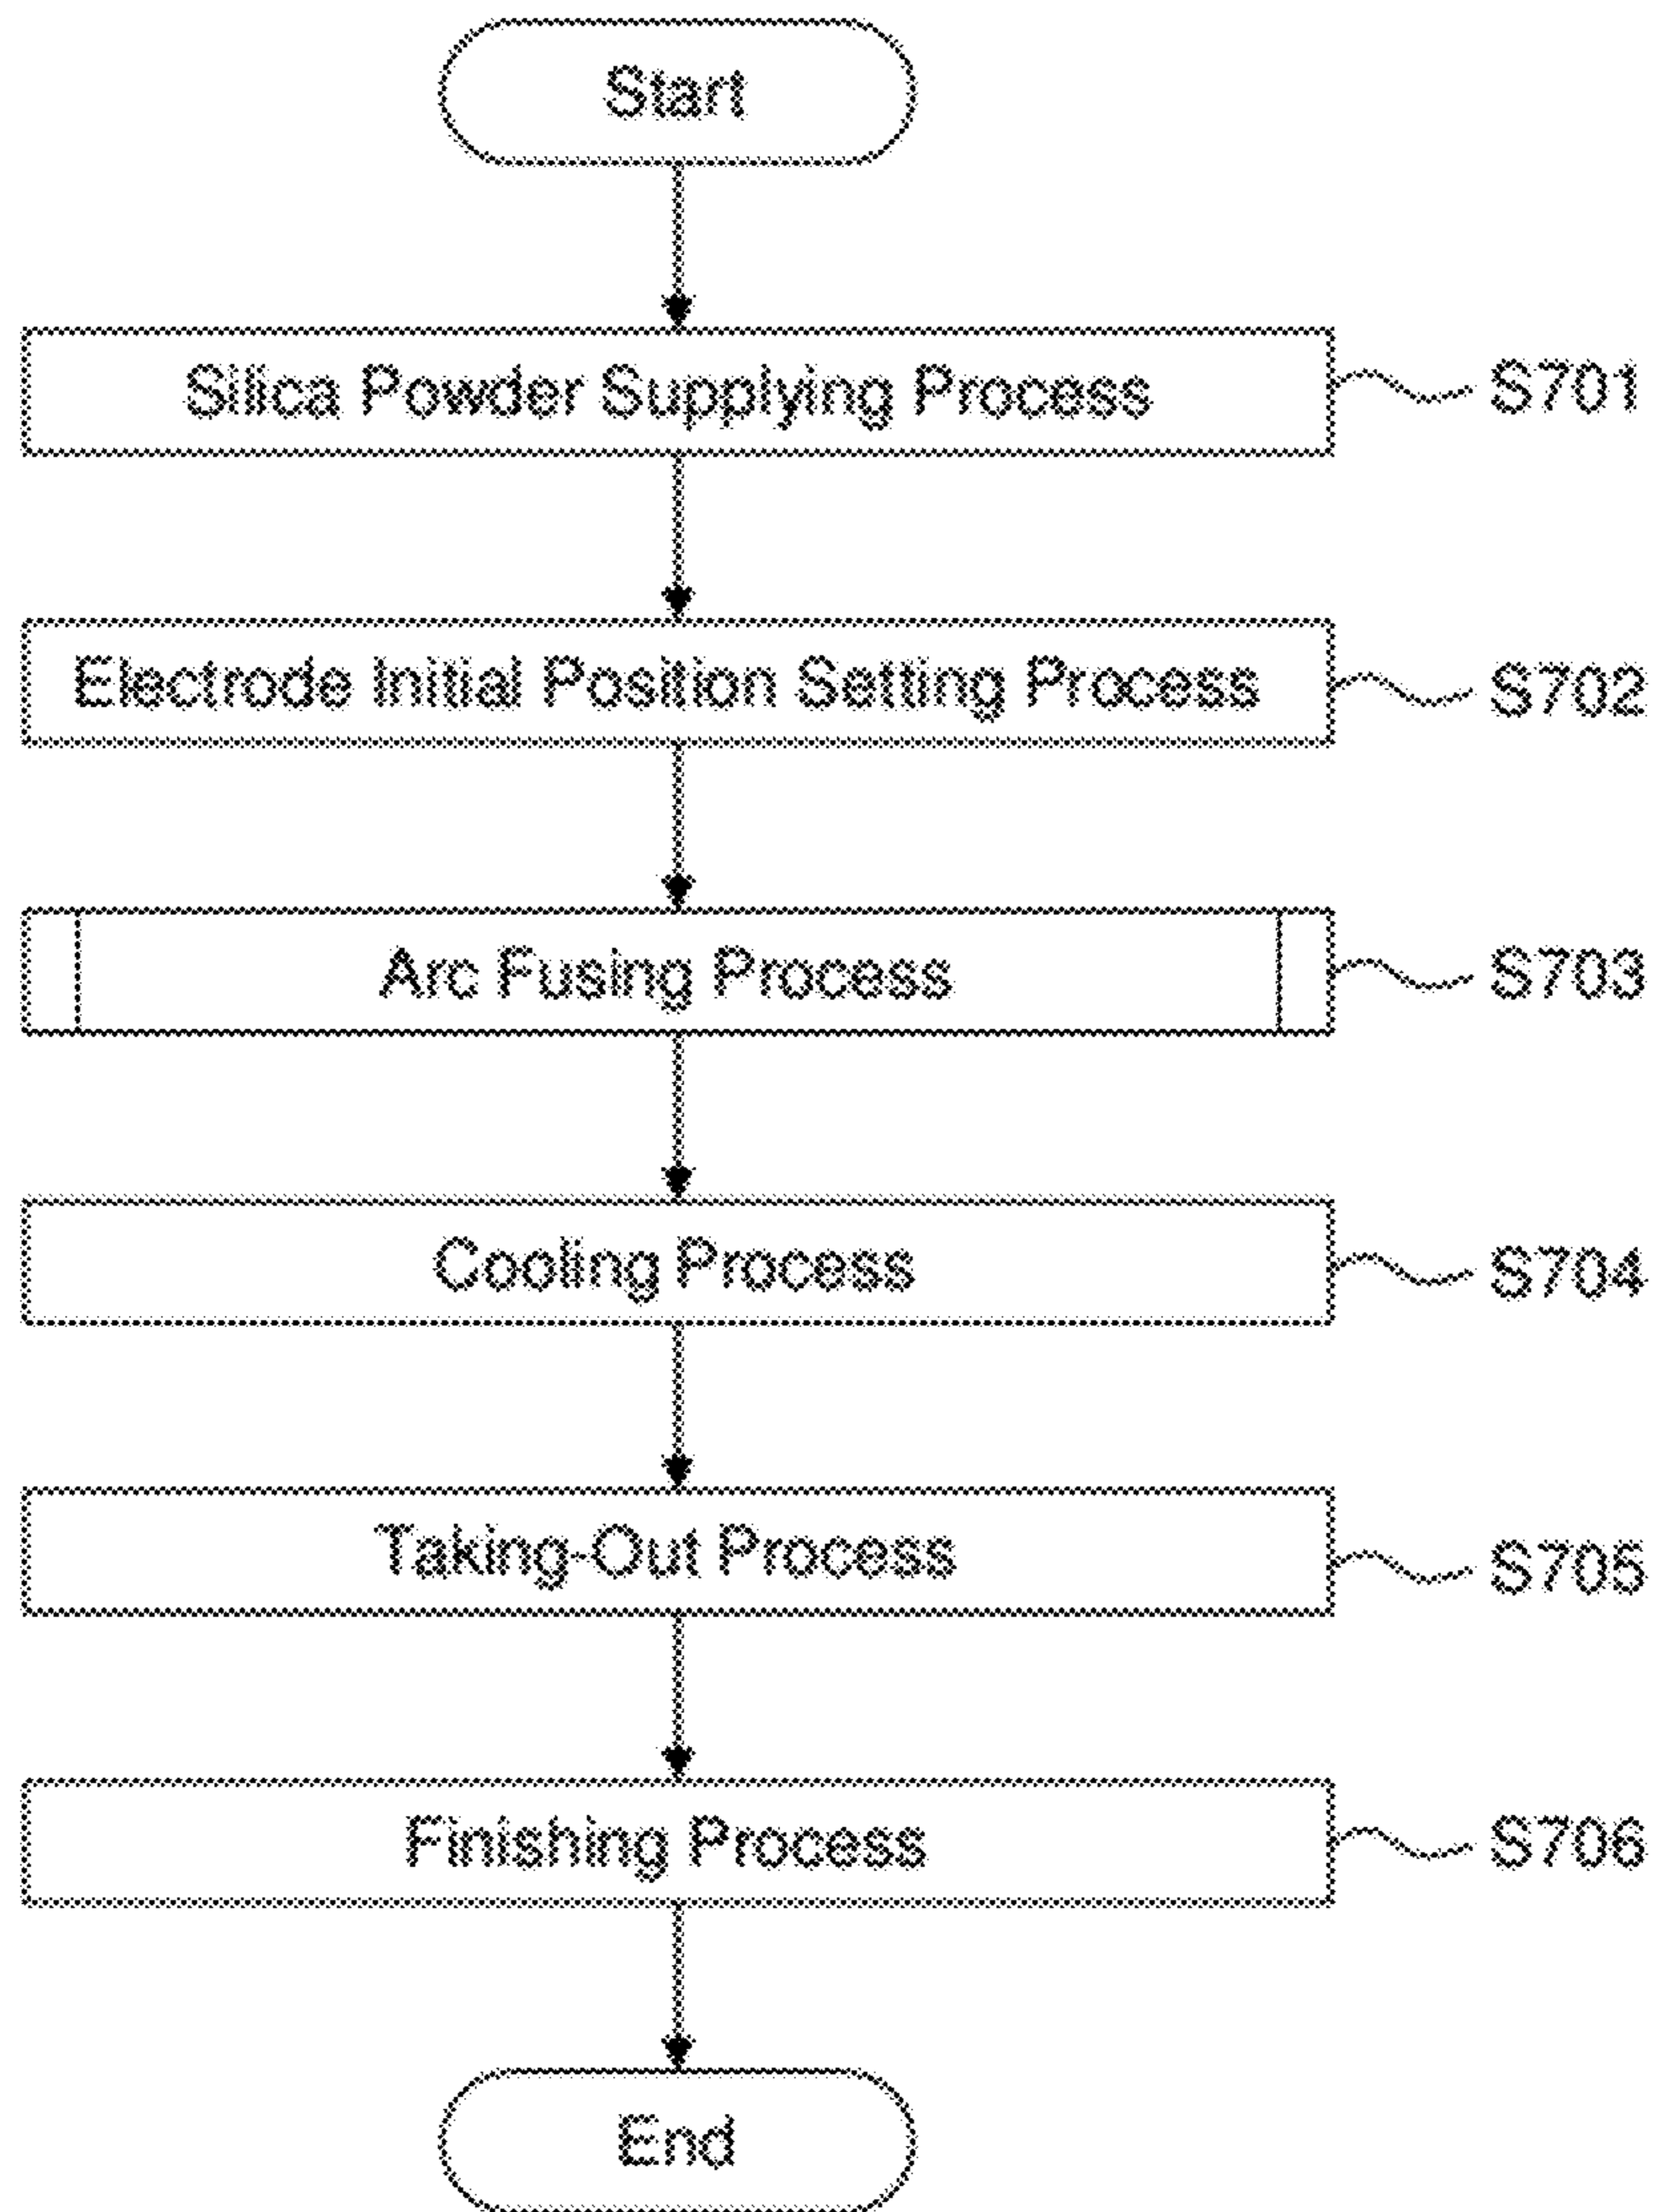 Start
Silica Powder Supplying Process S701
Electrode Initial Position Setting Process S702
Arc Fusing Process S703
Cooling Process S704
Taking-Out Process S705
Finishing Process S706
End